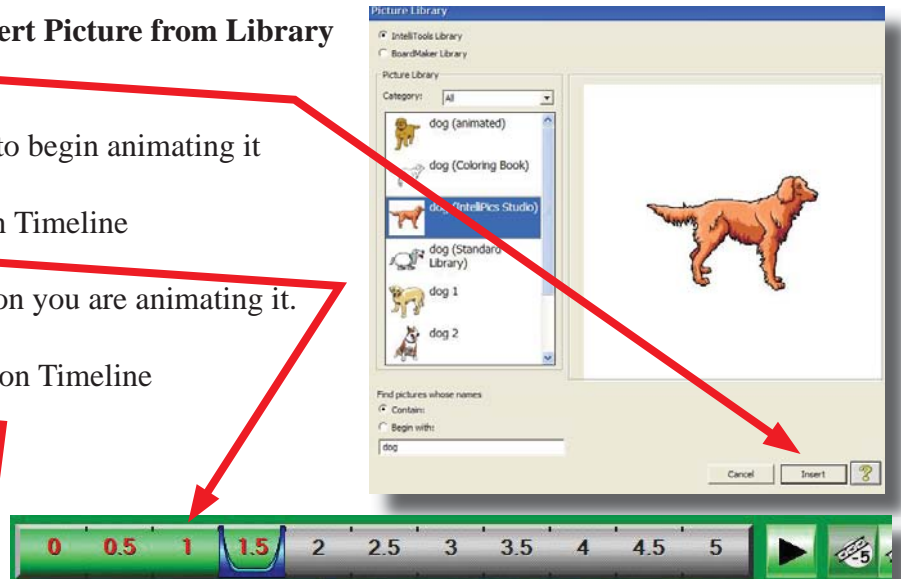 ert Picture from Library
to begin animating it
Timeline
on you are animating it.
on Timeline
Picture Library
IntelliTools Library
BoardMaker Library
Picture Library
Category: All
dog (animated)
dog (Coloring Book)
dog (IntelliPics Studio)
dog (Standard
Library)
dog 1
dog 2
Find pictures whose names
Contain:
Begin with:
dog
Cancel Insert ?
0 0.5 1 1.5 2 2.5 3 3.5 4 4.5 5 -5